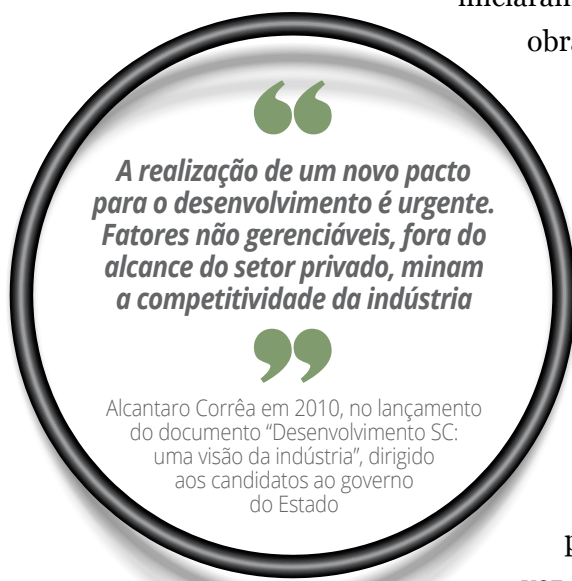 “
A realização de um novo pacto
para o desenvolvimento é urgente.
Fatores não gerenciáveis, fora do
alcance do setor privado, minam
a competitividade da indústria
”
Alcantaro Corrêa em 2010, no lançamento
do documento “Desenvolvimento SC:
uma visão da indústria”, dirigido
aos candidatos ao governo
do Estado